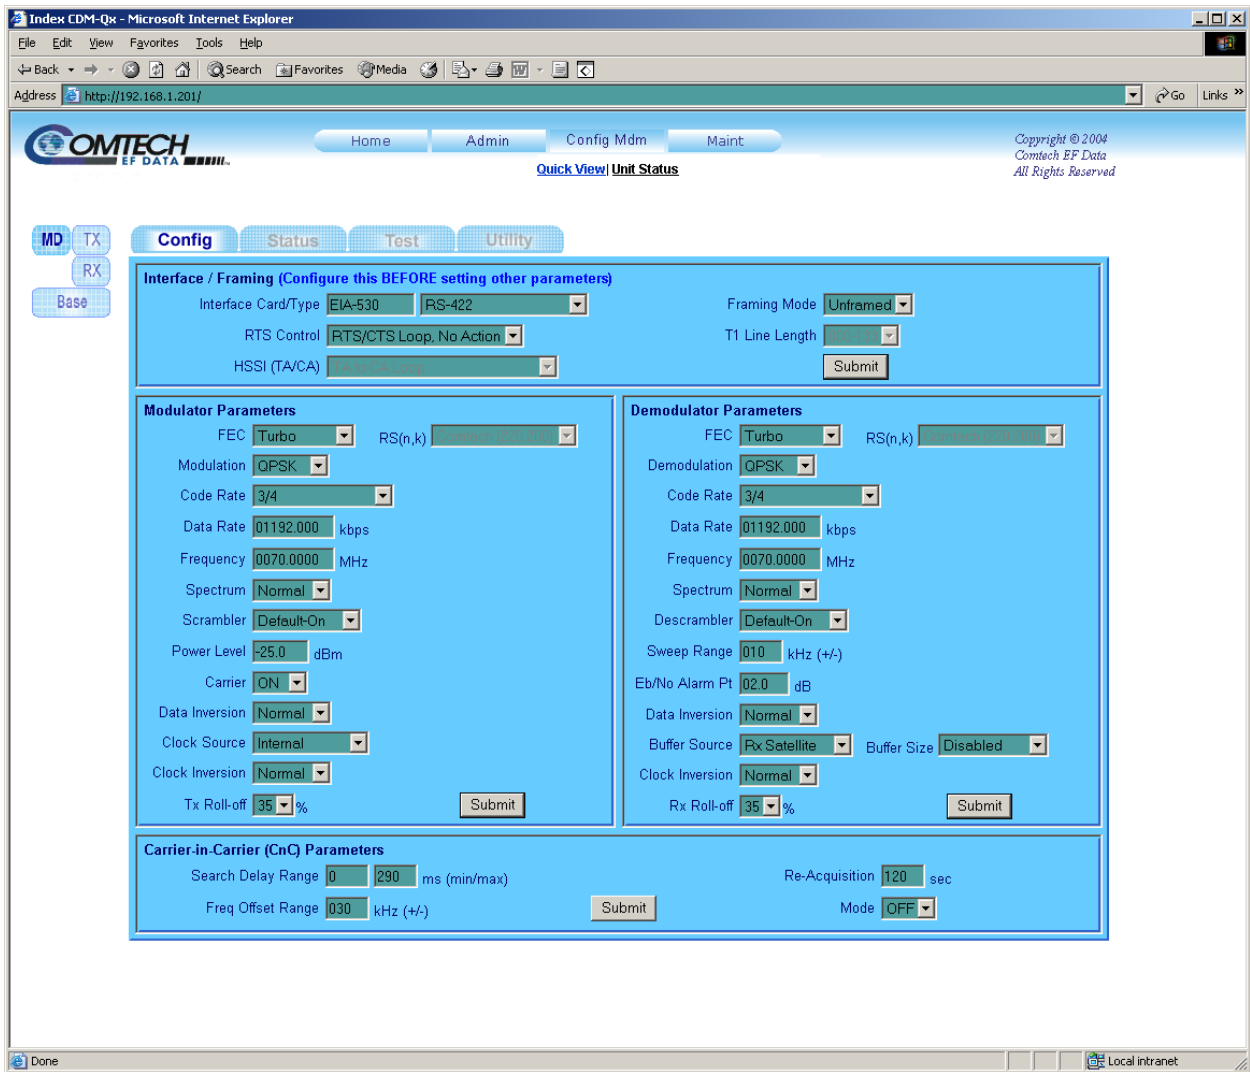 Index CDM-Qx - Microsoft Internet Explorer
File Edit View Favorites Tools Help
Back Search Favorites Media
Address http://192.168.1.201/ Go Links »
COMTECH
EF DATA
Home Admin Config Mdm Maint
Quick View| Unit Status
Copyright © 2004
Comtech EF Data
All Rights Reserved
MD TX
RX
Base
Config Status Test Utility
Interface / Framing (Configure this BEFORE setting other parameters)
Interface Card/Type EIA-530 RS-422 Framing Mode Unframed
RTS Control RTS/CTS Loop, No Action T1 Line Length
HSSI (TA/CA) Submit
Modulator Parameters
FEC Turbo RS(n,k)
Modulation QPSK
Code Rate 3/4
Data Rate 01192.000 kbps
Frequency 0070.0000 MHz
Spectrum Normal
Scrambler Default-On
Power Level -25.0 dBm
Carrier ON
Data Inversion Normal
Clock Source Internal
Clock Inversion Normal
Tx Roll-off 35 % Submit
Demodulator Parameters
FEC Turbo RS(n,k)
Demodulation QPSK
Code Rate 3/4
Data Rate 01192.000 kbps
Frequency 0070.0000 MHz
Spectrum Normal
Descrambler Default-On
Sweep Range 010 kHz (+/-)
Eb/No Alarm Pt 02.0 dB
Data Inversion Normal
Buffer Source Rx Satellite Buffer Size Disabled
Clock Inversion Normal
Rx Roll-off 35 % Submit
Carrier-in-Carrier (CnC) Parameters
Search Delay Range 0 290 ms (min/max) Re-Acquisition 120 sec
Freq Offset Range 030 kHz (+/-) Submit Mode OFF
Done Local intranet